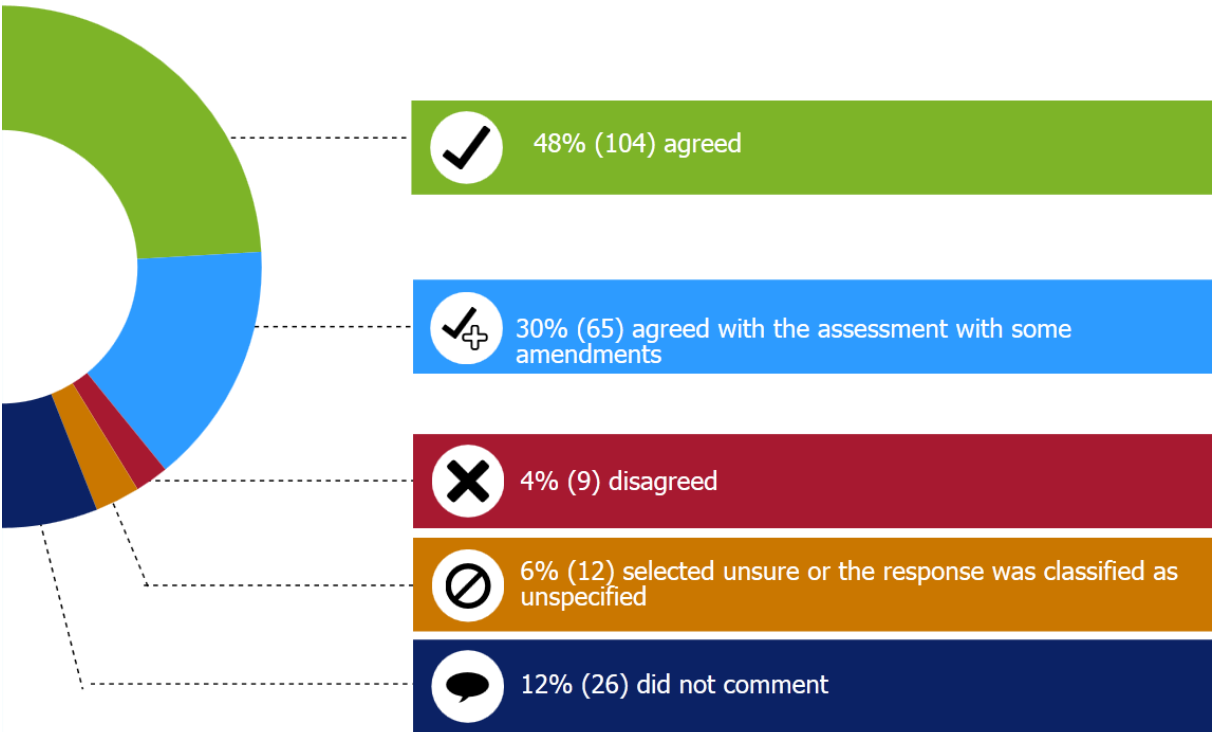 48% (104) agreed
30% (65) agreed with the assessment with some
amendments
4% (9) disagreed
6% (12) selected unsure or the response was classified as
unspecified
12% (26) did not comment